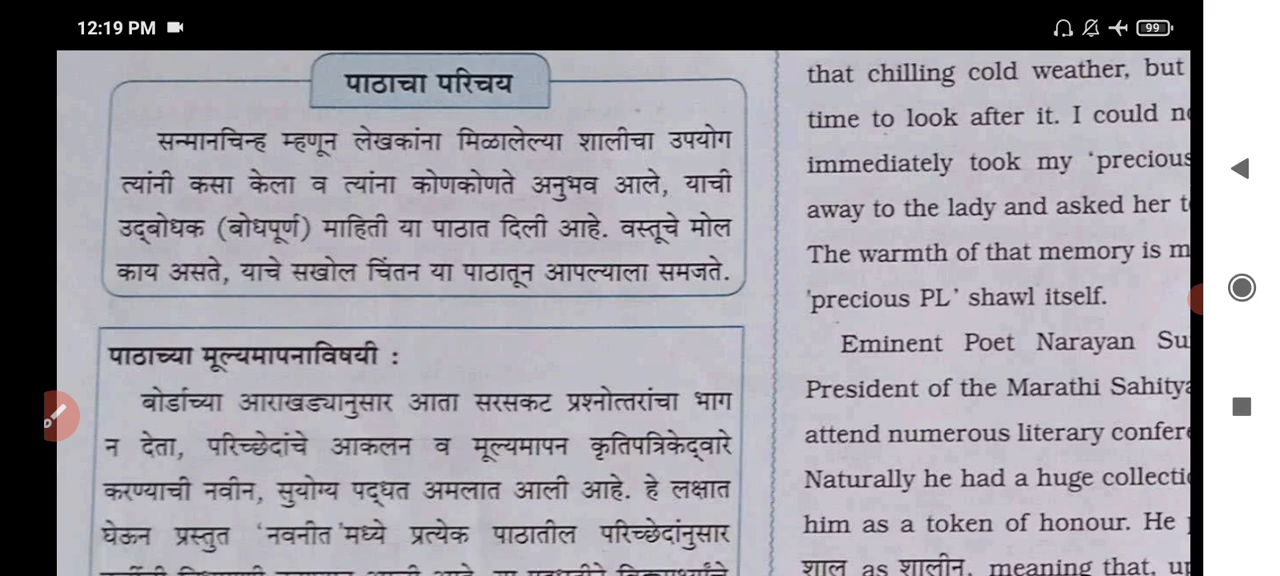 12:19 PM
99
पाठाचा परिचय
सन्मानचिन्ह म्हणून लेखकांना मिळालेल्या शालीचा उपयोग
त्यांनी कसा केला व त्यांना कोणकोणते अनुभव आले, याची
उद्‌बोधक (बोधपूर्ण) माहिती या पाठात दिली आहे. वस्तूचे मोल
काय असते, याचे सखोल चिंतन या पाठातून आपल्याला समजते.
पाठाच्या मूल्यमापनाविषयी :
बोर्डाच्या आराखड्यानुसार आता सरसकट प्रश्नोत्तरांचा भाग
न देता, परिच्छेदांचे आकलन व मूल्यमापन कृतिपत्रिकेद्‌वारे
करण्याची नवीन, सुयोग्य पद्धत अमलात आली आहे. हे लक्षात
घेऊन प्रस्तुत 'नवनीत'मध्ये प्रत्येक पाठातील परिच्छेदांनुसार
that chilling cold weather, but
time to look after it. I could
immediately took my 'precious
away to the lady and asked her
The warmth of that memory is
'precious PL' shawl itself.
Eminent Poet Narayan
President of the Marathi
attend numerous literary
Naturally he had a huge
him as a token of honour. He
शाल as शालीन, meaning that,